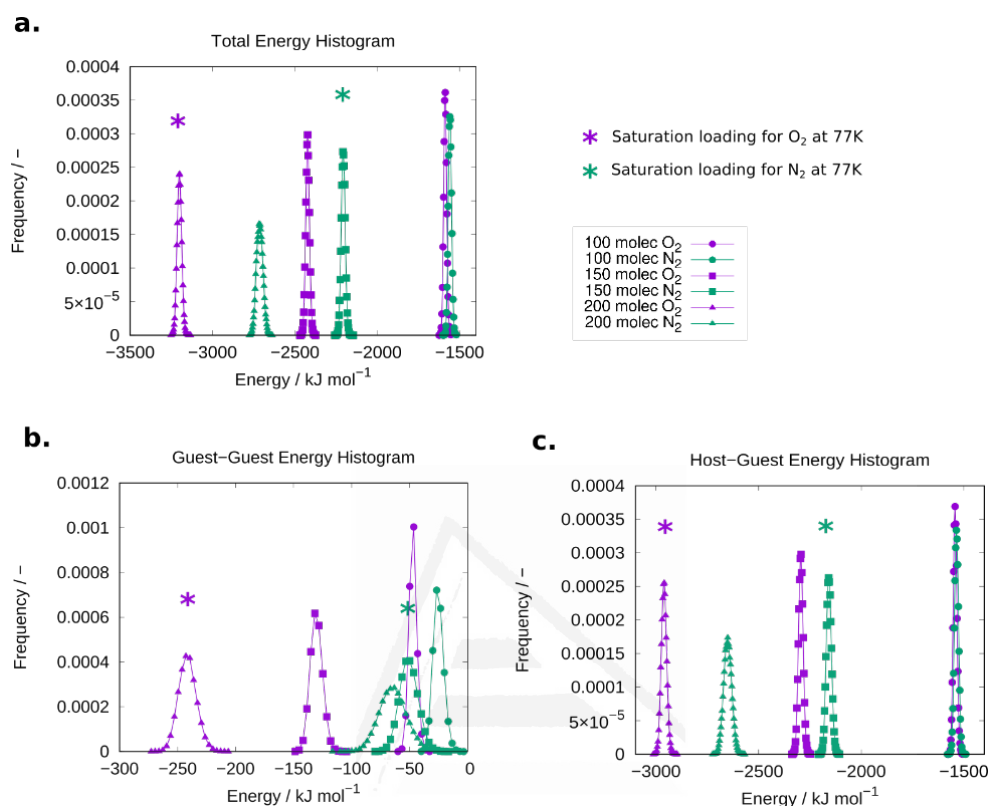 a.
Total Energy Histogram
0.0004
0.00035
0.0003
0.00025
0.0002
0.00015
0.0001
5×10⁻⁵
0
Frequency / −
−3500 −3000 −2500 −2000 −1500
Energy / kJ mol⁻¹
Saturation loading for O₂ at 77K
Saturation loading for N₂ at 77K
100 molec O₂
100 molec N₂
150 molec O₂
150 molec N₂
200 molec O₂
200 molec N₂
b.
Guest−Guest Energy Histogram
0.0012
0.001
0.0008
0.0006
0.0004
0.0002
0
Frequency / −
−300 −250 −200 −150 −100 −50 0
Energy / kJ mol⁻¹
c.
Host−Guest Energy Histogram
0.0004
0.00035
0.0003
0.00025
0.0002
0.00015
0.0001
5×10⁻⁵
0
Frequency / −
−3000 −2500 −2000 −1500
Energy / kJ mol⁻¹